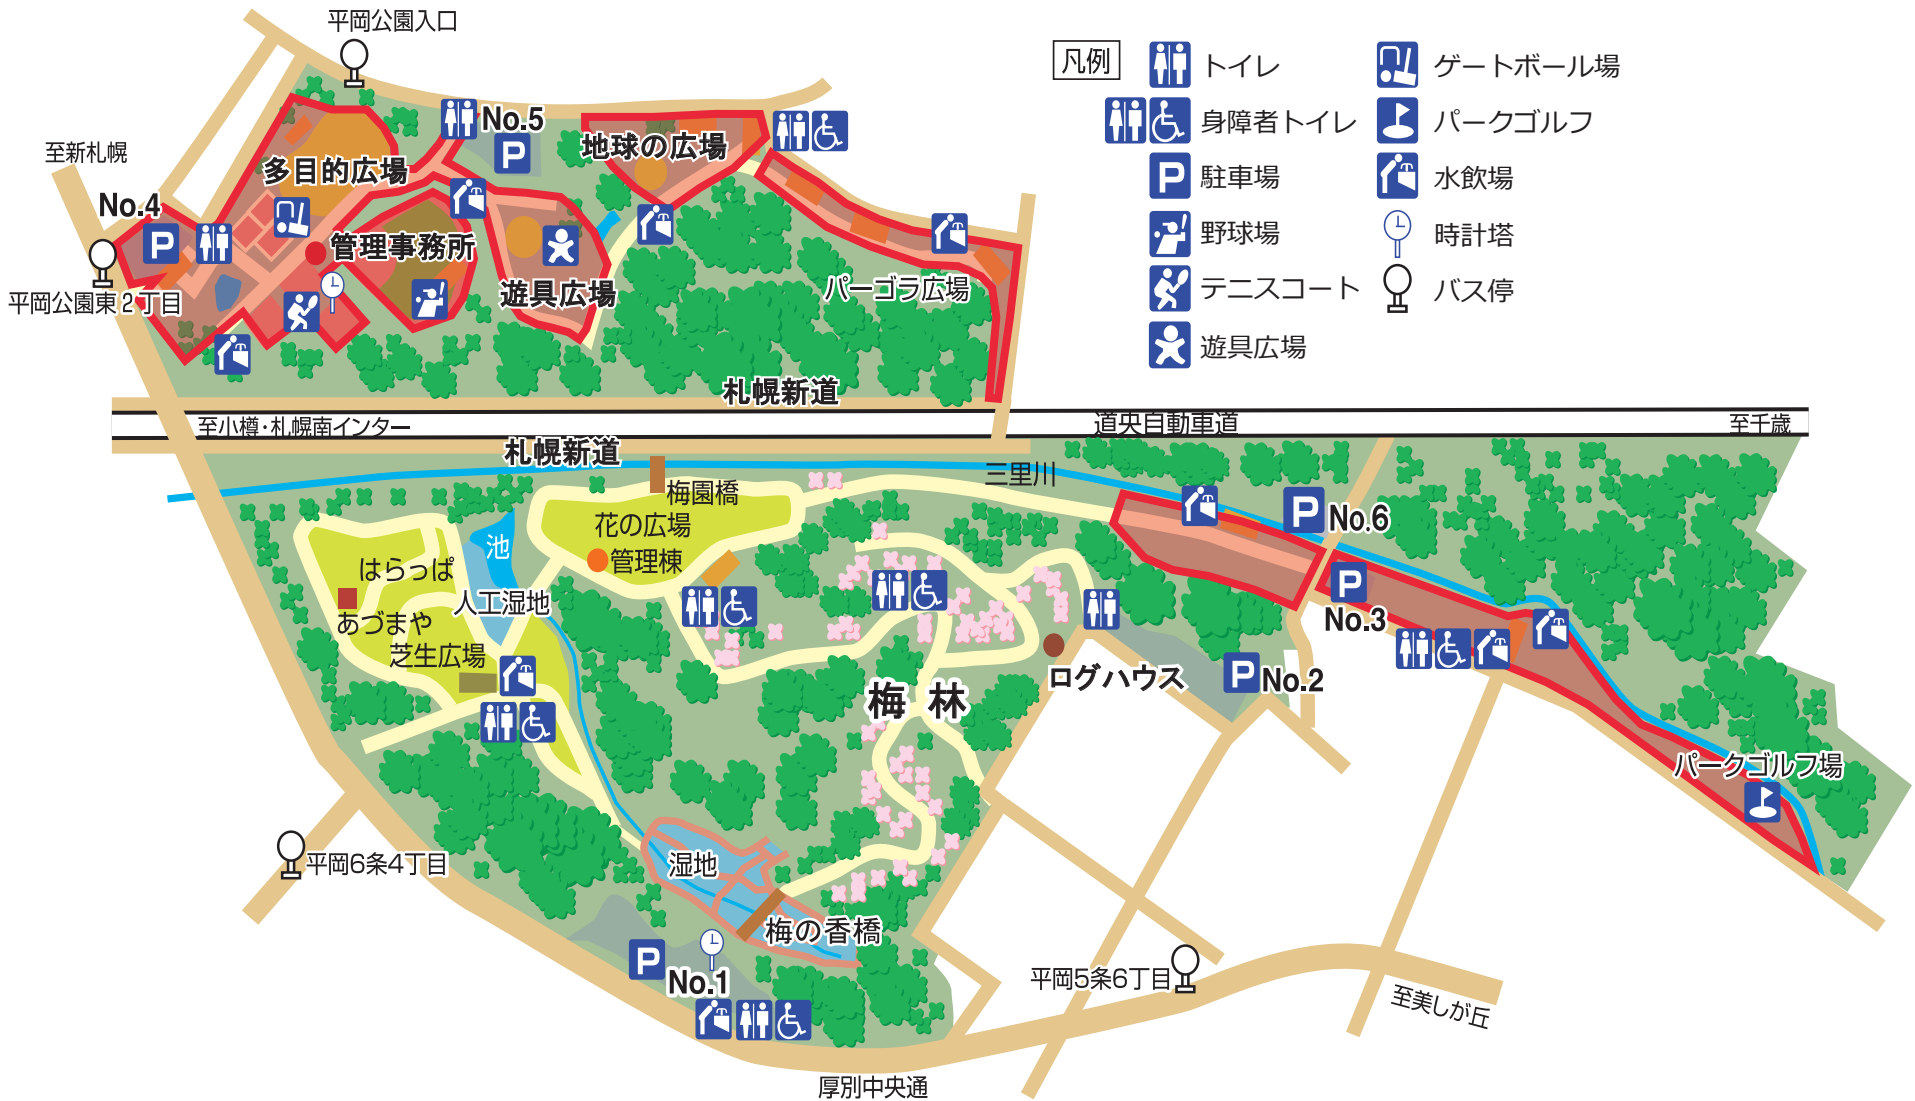 平岡公園入口
凡例
トイレ
身障者トイレ
駐車場
野球場
テニスコート
遊具広場
ゲートボール場
パークゴルフ
水飲場
時計塔
バス停
至新札幌
No.5
P
多目的広場
地球の広場
No.4
P
管理事務所
平岡公園東2丁目
遊具広場
パーゴラ広場
札幌新道
至小樽・札幌南インター
道央自動車道
至千歳
札幌新道
三里川
梅園橋
花の広場
管理棟
池
はらっぱ
人工湿地
あづまや
芝生広場
P
No.6
P
No.3
ログハウス
P
No.2
梅林
パークゴルフ場
平岡6条4丁目
湿地
梅の香橋
P
No.1
平岡5条6丁目
至美しが丘
厚別中央通
P